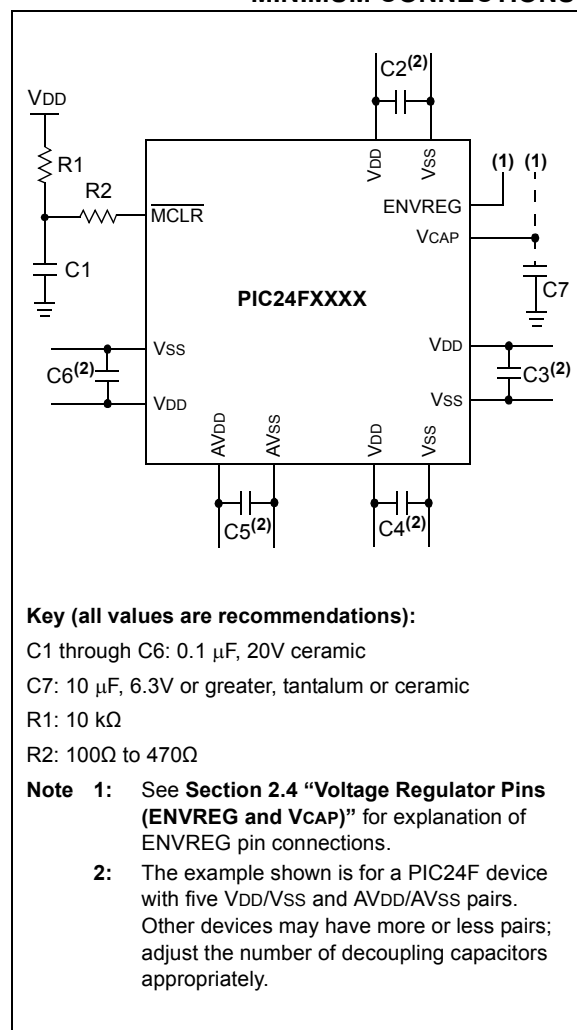 C2(2)
VDD
R1
R2
C1
VDD
VSS
(1) (1)
MCLR
ENVREG
VCAP
C7
PIC24FXXXX
VSS
C6(2)
VDD
VDD
C3(2)
VSS
AVDD
AVSS
VDD
VSS
C5(2)
C4(2)
Key (all values are recommendations):
C1 through C6: 0.1 μF, 20V ceramic
C7: 10 μF, 6.3V or greater, tantalum or ceramic
R1: 10 kΩ
R2: 100Ω to 470Ω
Note 1: See Section 2.4 “Voltage Regulator Pins
(ENVREG and VCAP)” for explanation of
ENVREG pin connections.
2: The example shown is for a PIC24F device
with five VDD/VSS and AVDD/AVSS pairs.
Other devices may have more or less pairs;
adjust the number of decoupling capacitors
appropriately.